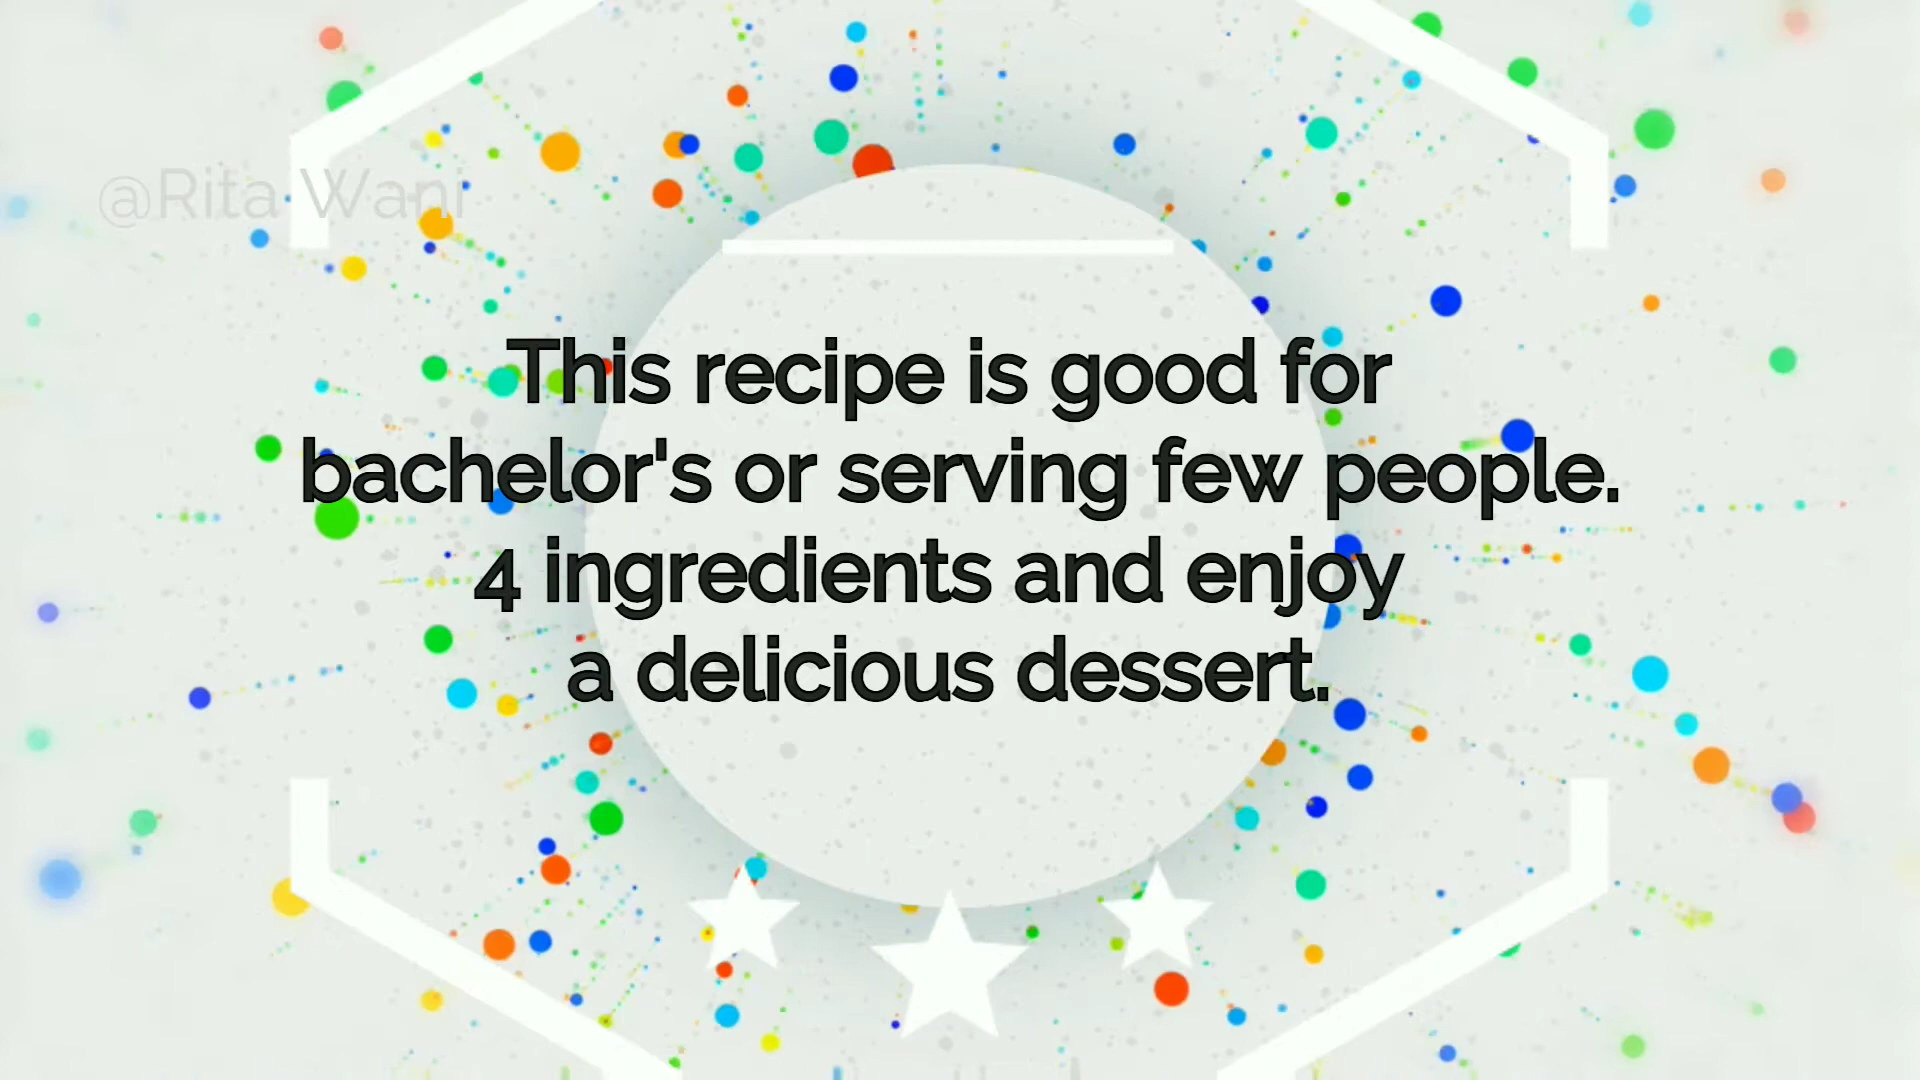 @Rita Wani
This recipe is good for
bachelor's or serving few people.
4 ingredients and enjoy
a delicious dessert.